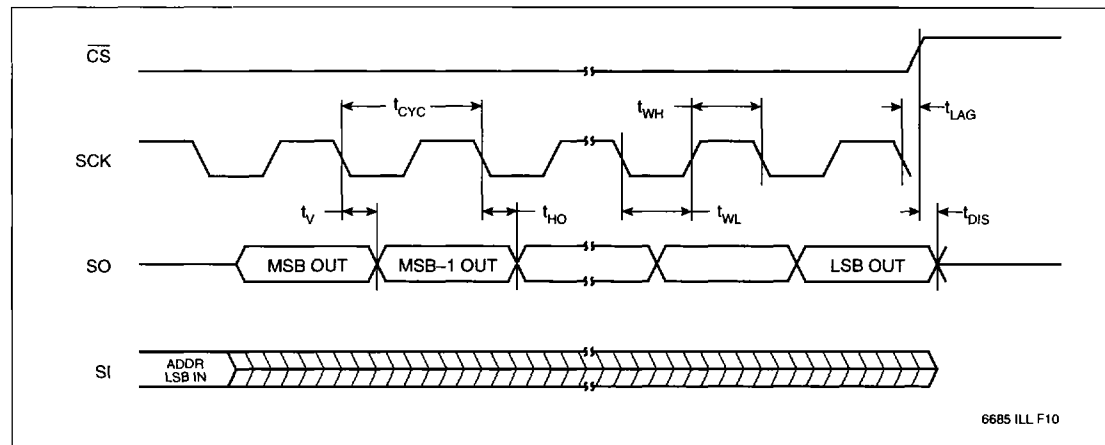 CS
tCYC
tWH
tLAG
SCK
tV
tHO
tWL
tDIS
SO
MSB OUT
MSB–1 OUT
LSB OUT
SI
ADDR
LSB IN
6685 ILL F10